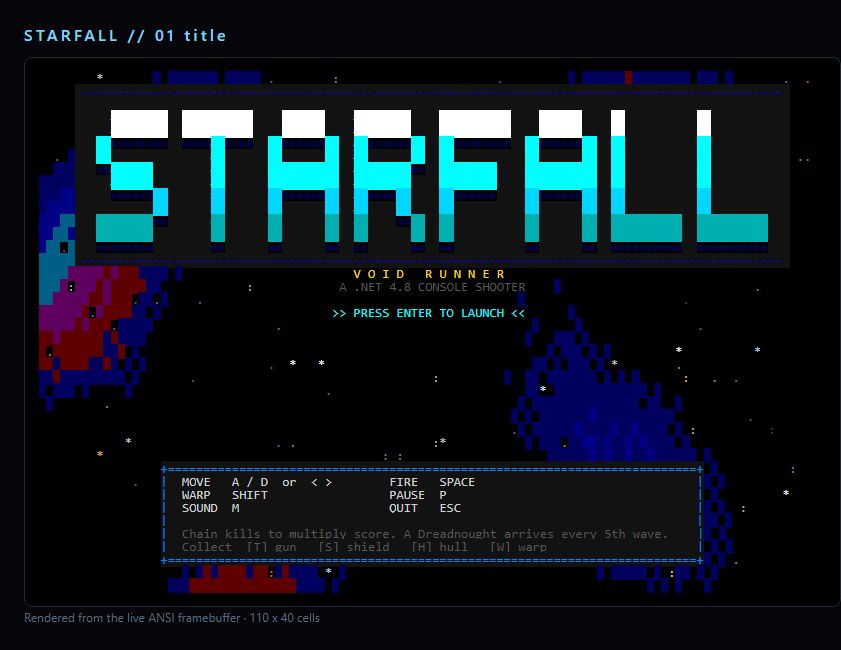 STARFALL // 01 title
STARFALL
VOID RUNNER
A .NET 4.8 CONSOLE SHOOTER
>> PRESS ENTER TO LAUNCH <<
MOVE A / D or < > FIRE SPACE
WARP SHIFT PAUSE P
SOUND M QUIT ESC
Chain kills to multiply score. A Dreadnought arrives every 5th wave.
Collect [T] gun [S] shield [H] hull [W] warp
Rendered from the live ANSI framebuffer · 110 x 40 cells